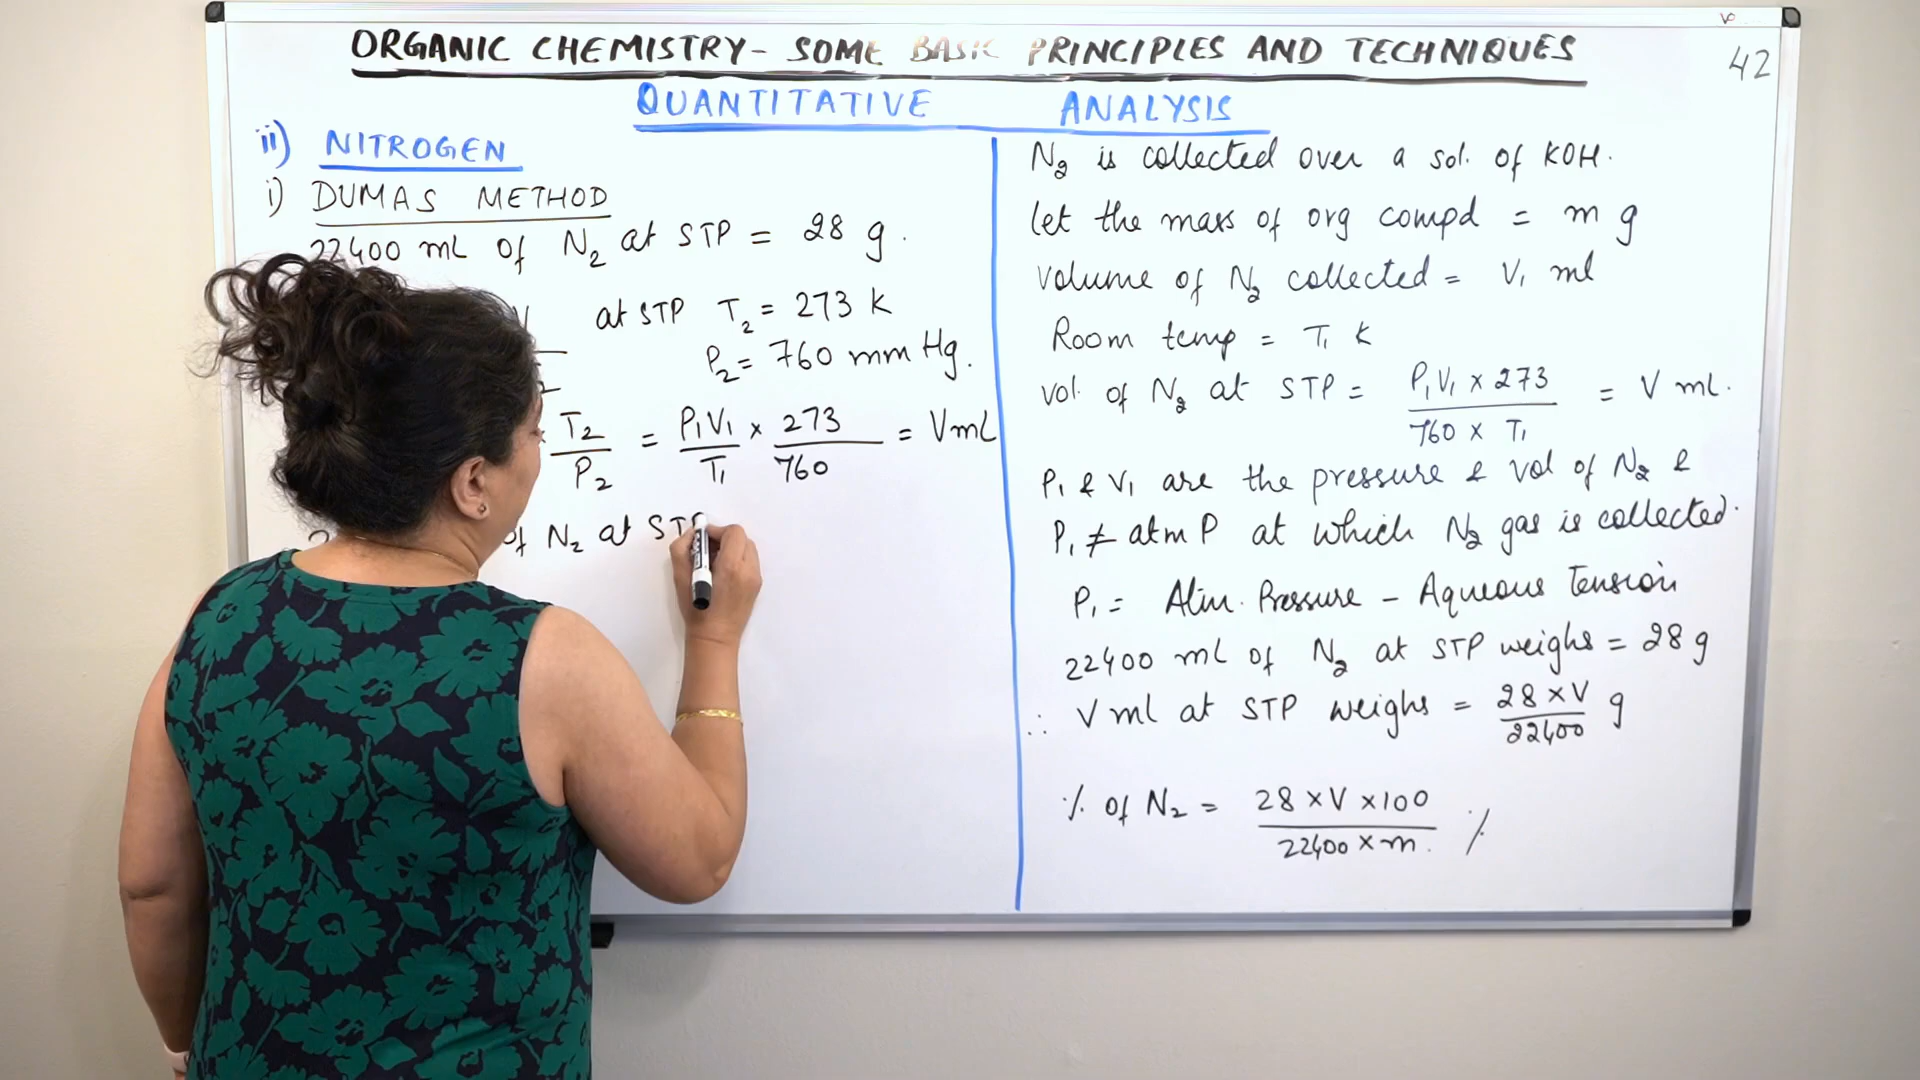 ORGANIC CHEMISTRY - SOME BASIC PRINCIPLES AND TECHNIQUES
42
QUANTITATIVE ANALYSIS
ii) NITROGEN
i) DUMAS METHOD
22400 mL of N2 at STP = 28 g.
at STP T2 = 273 K
P2 = 760 mm Hg.
T2 / P2 = P1V1 / T1 × 273 / 760 = V mL
of N2 at STP
N2 is collected over a sol. of KOH.
let the mass of org compd = m g
volume of N2 collected = V1 ml
Room temp = T1 K
vol. of N2 at STP = P1V1 × 273 / 760 × T1 = V ml.
P1 & V1 are the pressure & vol of N2 &
P1 ≠ atm P at which N2 gas is collected.
P1 = Atm. Pressure - Aqueous Tension
22400 ml of N2 at STP weighs = 28 g
∴ V ml at STP weighs = 28 × V / 22400 g
% of N2 = 28 × V × 100 / 22400 × m. %